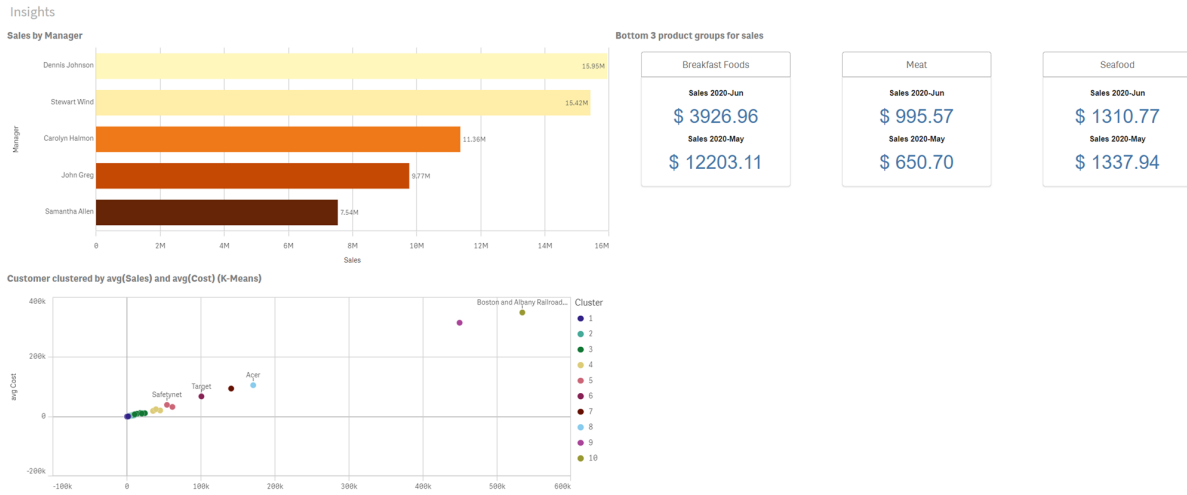 Insights
Sales by Manager
Manager
Dennis Johnson
15.95M
Stewart Wind
15.42M
Carolyn Halmon
11.36M
John Greg
9.77M
Samantha Allen
7.54M
0 2M 4M 6M 8M 10M 12M 14M 16M
Sales
Bottom 3 product groups for sales
Breakfast Foods
Sales 2020-Jun
$ 3926.96
Sales 2020-May
$ 12203.11
Meat
Sales 2020-Jun
$ 995.57
Sales 2020-May
$ 650.70
Seafood
Sales 2020-Jun
$ 1310.77
Sales 2020-May
$ 1337.94
Customer clustered by avg(Sales) and avg(Cost) (K-Means)
avg Cost
400k
200k
0
-200k
Boston and Albany Railroad...
Acer
Target
Safetynet
-100k 0 100k 200k 300k 400k 500k 600k
Cluster
1
2
3
4
5
6
7
8
9
10